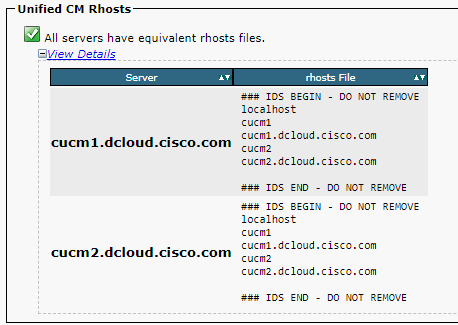 Unified CM Rhosts
All servers have equivalent rhosts files.
View Details
Server rhosts File
cucm1.dcloud.cisco.com
### IDS BEGIN - DO NOT REMOVE
localhost
cucm1
cucm1.dcloud.cisco.com
cucm2
cucm2.dcloud.cisco.com
### IDS END - DO NOT REMOVE
cucm2.dcloud.cisco.com
### IDS BEGIN - DO NOT REMOVE
localhost
cucm1
cucm1.dcloud.cisco.com
cucm2
cucm2.dcloud.cisco.com
### IDS END - DO NOT REMOVE